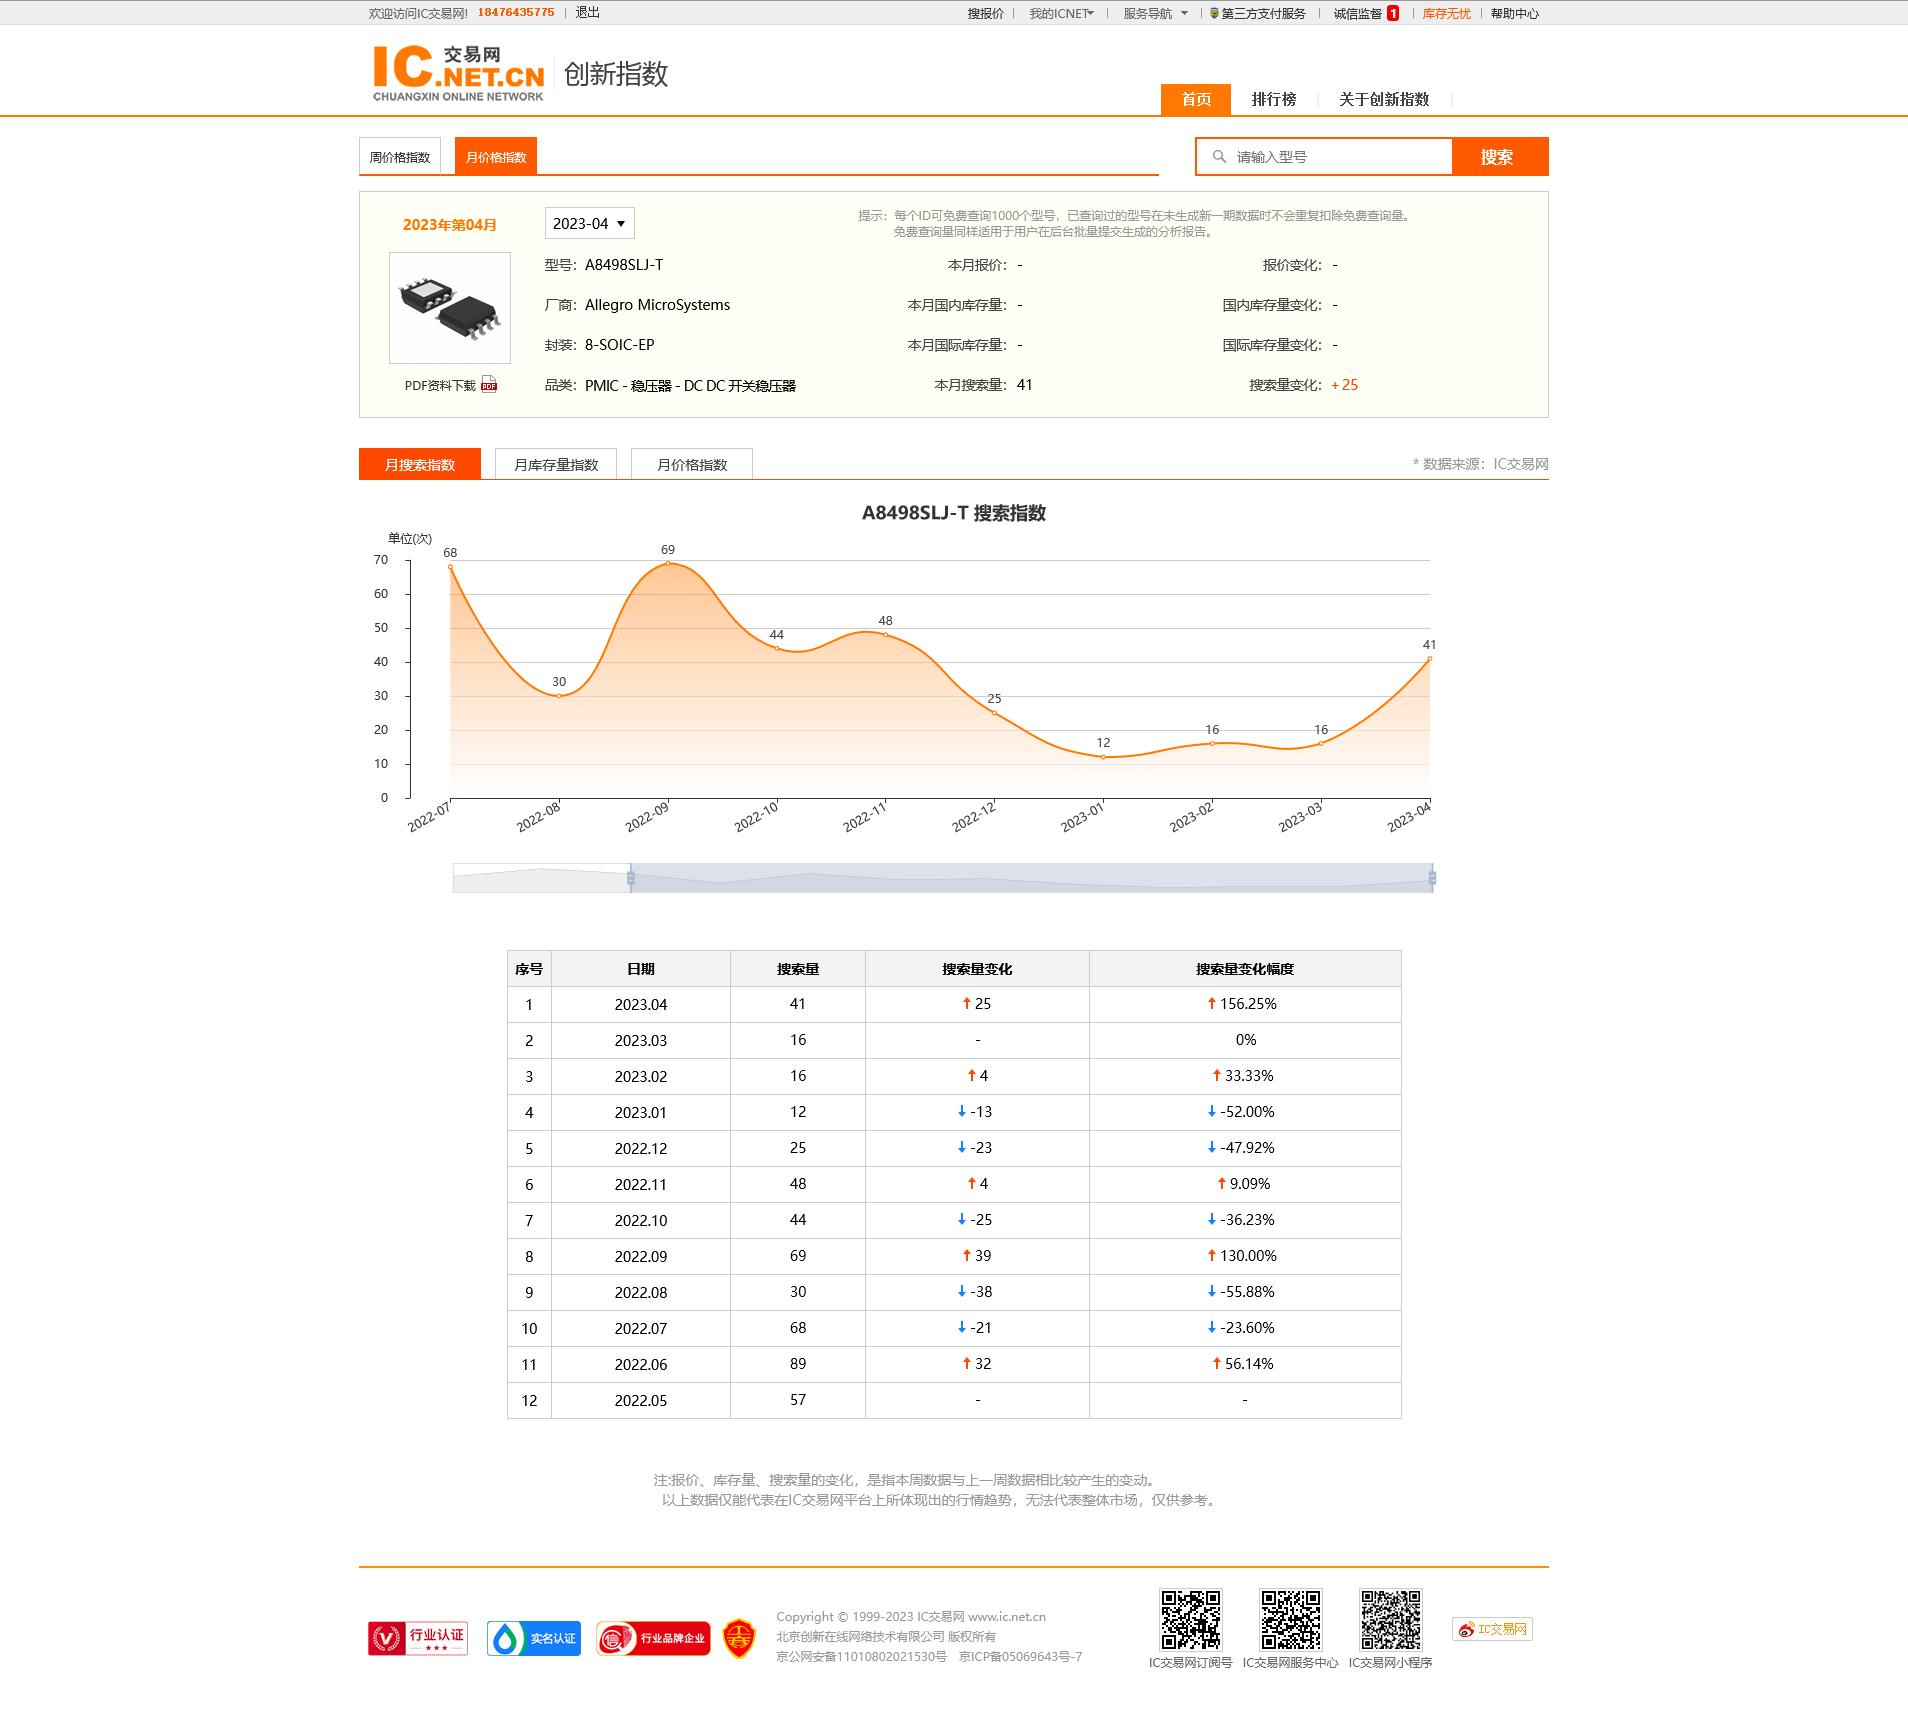 欢迎访问IC交易网! 18476435775 | 退出
搜报价 | 我的ICNET | 服务导航 | 第三方支付服务 | 诚信监督 1 | 库存无忧 | 帮助中心
IC 交易网
.NET.CN
CHUANGXIN ONLINE NETWORK
创新指数
首页 排行榜 | 关于创新指数 |
周价格指数 月价格指数 请输入型号 搜索
2023年第04月 2023-04
提示：每个ID可免费查询1000个型号，已查询过的型号在未生成新一期数据时不会重复扣除免费查询量。
免费查询量同样适用于用户在后台批量提交生成的分析报告。
型号：A8498SLJ-T 本月报价：- 报价变化：-
厂商：Allegro MicroSystems 本月国内库存量：- 国内库存量变化：-
封装：8-SOIC-EP 本月国际库存量：- 国际库存量变化：-
PDF资料下载 PDF 品类：PMIC - 稳压器 - DC DC 开关稳压器 本月搜索量：41 搜索量变化：+25
月搜索指数 月库存量指数 月价格指数 * 数据来源：IC交易网
A8498SLJ-T 搜索指数
单位(次)
70
60
50
40
30
20
10
0
68 30 69 44 48 25 12 16 16 41
2022-07 2022-08 2022-09 2022-10 2022-11 2022-12 2023-01 2023-02 2023-03 2023-04
序号 日期 搜索量 搜索量变化 搜索量变化幅度
1 2023.04 41 ↑ 25 ↑ 156.25%
2 2023.03 16 - 0%
3 2023.02 16 ↑ 4 ↑ 33.33%
4 2023.01 12 ↓ -13 ↓ -52.00%
5 2022.12 25 ↓ -23 ↓ -47.92%
6 2022.11 48 ↑ 4 ↑ 9.09%
7 2022.10 44 ↓ -25 ↓ -36.23%
8 2022.09 69 ↑ 39 ↑ 130.00%
9 2022.08 30 ↓ -38 ↓ -55.88%
10 2022.07 68 ↓ -21 ↓ -23.60%
11 2022.06 89 ↑ 32 ↑ 56.14%
12 2022.05 57 - -
注:报价、库存量、搜索量的变化，是指本周数据与上一周数据相比较产生的变动。
以上数据仅能代表在IC交易网平台上所体现出的行情趋势，无法代表整体市场，仅供参考。
行业认证 实名认证 信 行业品牌企业
Copyright © 1999-2023 IC交易网 www.ic.net.cn
北京创新在线网络技术有限公司 版权所有
京公网安备11010802021530号 京ICP备05069643号-7
IC交易网订阅号 IC交易网服务中心 IC交易网小程序
IC交易网